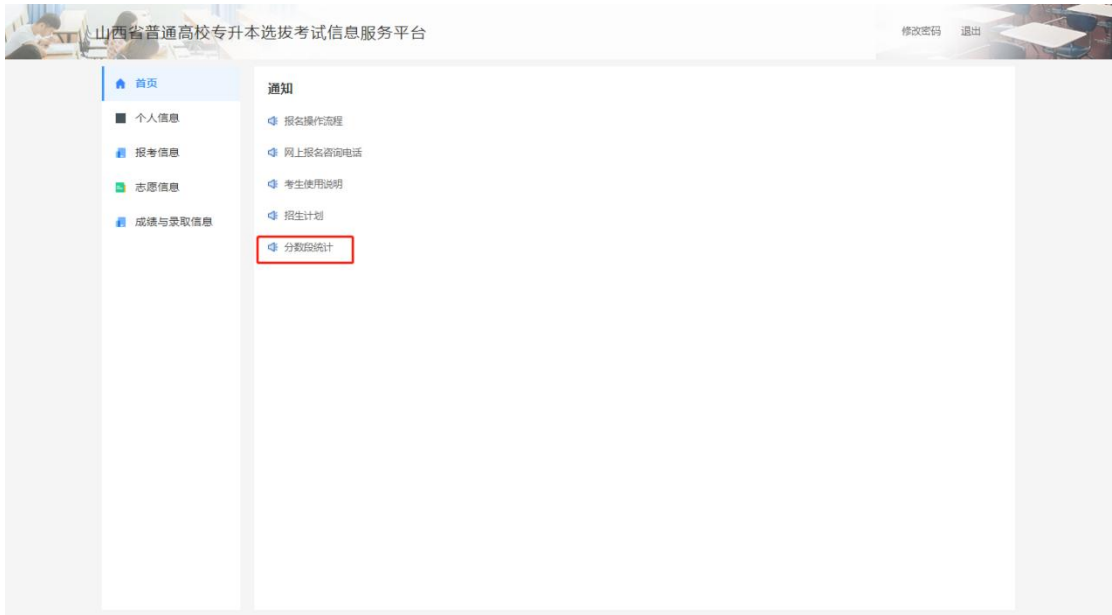 山西省普通高校专升本选拔考试信息服务平台
修改密码 退出
首页
个人信息
报考信息
志愿信息
成绩与录取信息
通知
报名操作流程
网上报名咨询电话
考生使用说明
招生计划
分数段统计